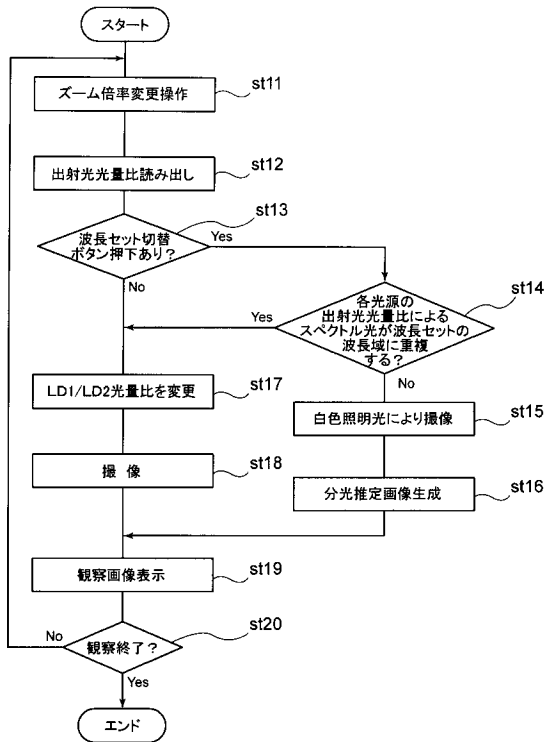 スタート
st11
ズーム倍率変更操作
st12
出射光光量比読み出し
st13
波長セット切替
ボタン押下あり?
Yes
No
st14
各光源の
出射光光量比による
スペクトル光が波長セットの
波長域に重複
する?
Yes
No
st17
LD1/LD2光量比を変更
st15
白色照明光により撮像
st18
撮 像
st16
分光推定画像生成
st19
観察画像表示
st20
No
観察終了?
Yes
エンド